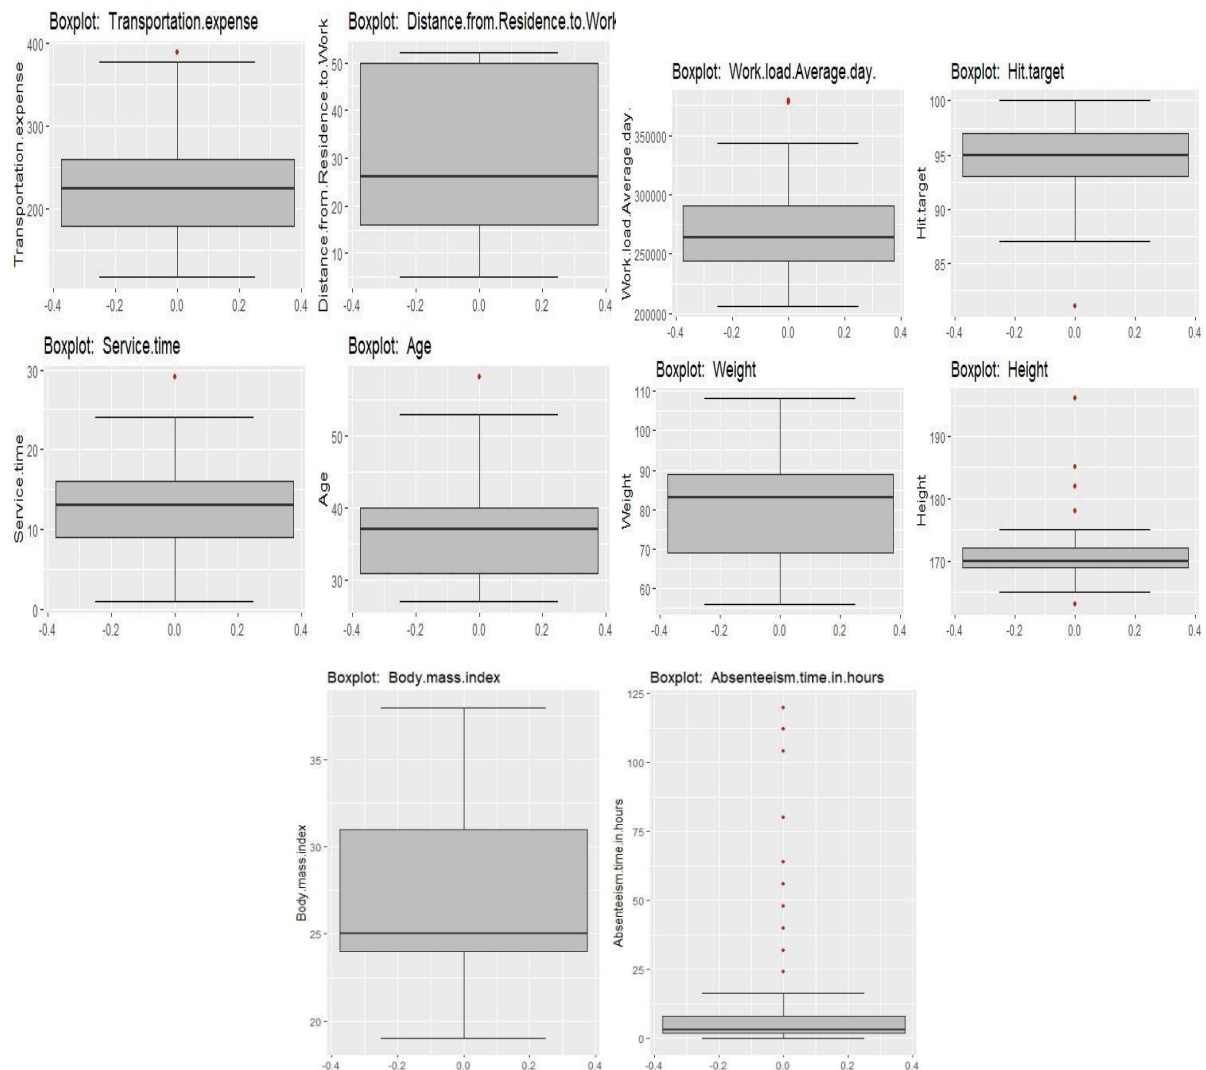 Boxplot: Transportation.expense
Transportation.expense
400
300
200
-0.4 -0.2 0.0 0.2 0.4
Boxplot: Distance.from.Residence.to.Work
Distance.from.Residence.to.Work
50
40
30
20
10
-0.4 -0.2 0.0 0.2 0.4
Boxplot: Work.load.Average.day.
Work.load.Average.day.
350000
300000
250000
200000
-0.4 -0.2 0.0 0.2 0.4
Boxplot: Hit.target
Hit.target
100
95
90
85
-0.4 -0.2 0.0 0.2 0.4
Boxplot: Service.time
Service.time
30
20
10
0
-0.4 -0.2 0.0 0.2 0.4
Boxplot: Age
Age
50
40
30
-0.4 -0.2 0.0 0.2 0.4
Boxplot: Weight
Weight
110
100
90
80
70
60
-0.4 -0.2 0.0 0.2 0.4
Boxplot: Height
Height
190
180
170
-0.4 -0.2 0.0 0.2 0.4
Boxplot: Body.mass.index
Body.mass.index
35
30
25
20
-0.4 -0.2 0.0 0.2 0.4
Boxplot: Absenteeism.time.in.hours
Absenteeism.time.in.hours
125
100
75
50
25
0
-0.4 -0.2 0.0 0.2 0.4